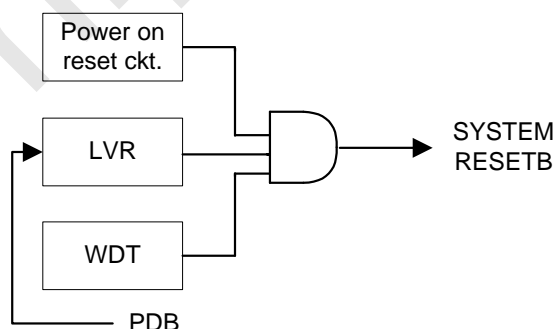 Power on
reset ckt.
LVR
SYSTEM
RESETB
WDT
PDB